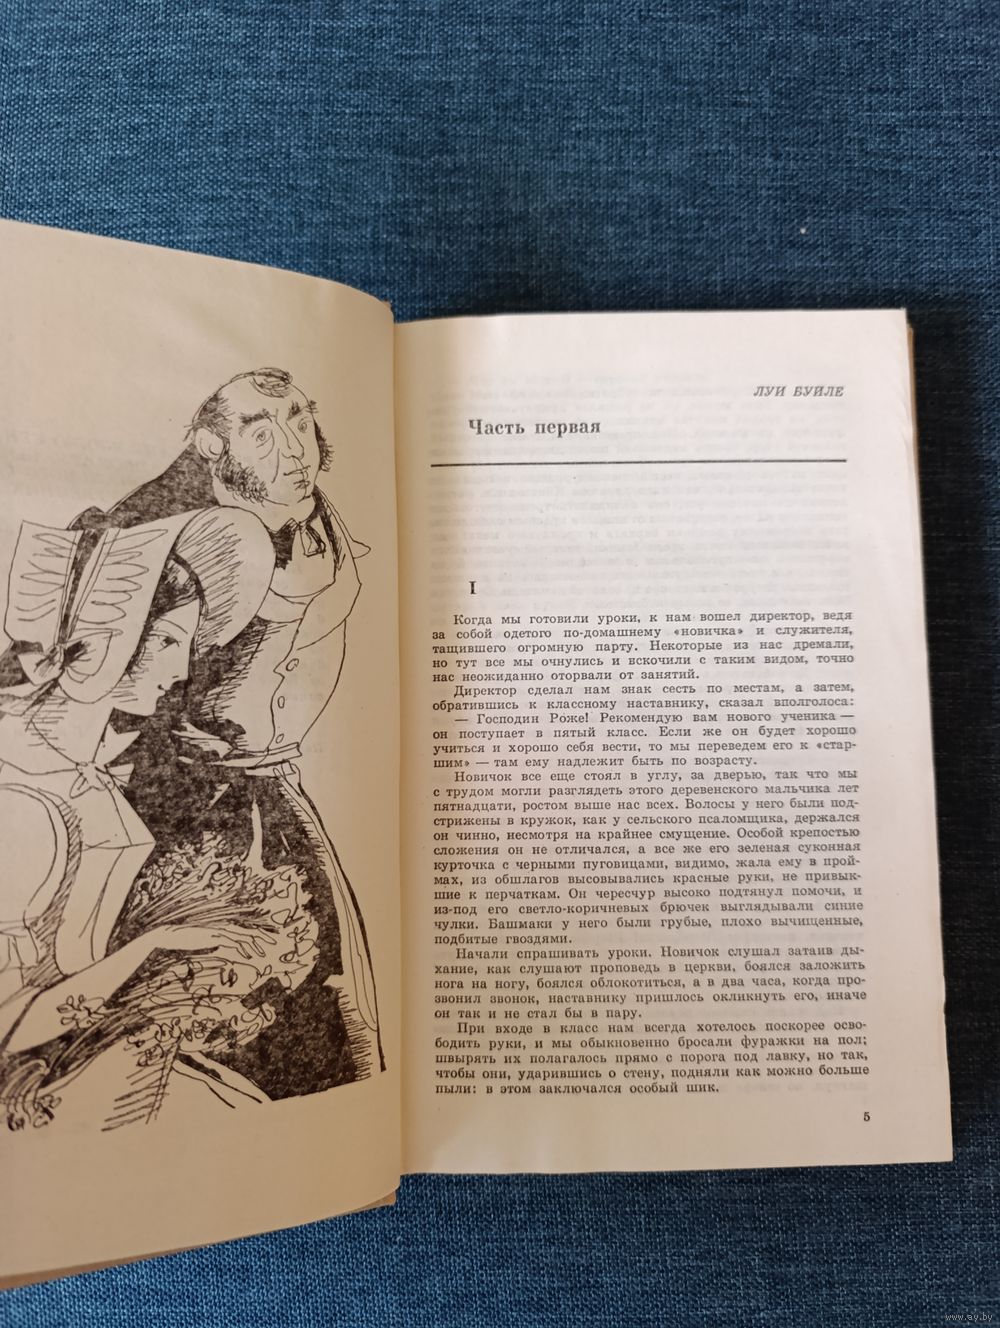 ЛУИ БУИЛЕ
Часть первая
I
Когда мы готовили уроки, к нам вошел директор, ведя
за собой одетого по-домашнему «новичка» и служителя,
тащившего огромную парту. Некоторые из нас дремали,
но тут все мы очнулись и вскочили с таким видом, точно
нас неожиданно оторвали от занятий.
Директор сделал нам знак сесть по местам, а затем,
обратившись к классному наставнику, сказал вполголоса:
— Господин Роже! Рекомендую вам нового ученика —
он поступает в пятый класс. Если же он будет хорошо
учиться и хорошо себя вести, то мы переведем его к «стар-
шим» — там ему надлежит быть по возрасту.
Новичок все еще стоял в углу, за дверью, так что мы
с трудом могли разглядеть этого деревенского мальчика лет
пятнадцати, ростом выше нас всех. Волосы у него были под-
стрижены в кружок, как у сельского псаломщика, держался
он чинно, несмотря на крайнее смущение. Особой крепостью
сложения он не отличался, а все же его зеленая суконная
курточка с черными пуговицами, видимо, жала ему в прой-
мах, из обшлагов высовывались красные руки, не привык-
шие к перчаткам. Он чересчур высоко подтянул помочи, и
из-под его светло-коричневых брючек выглядывали синие
чулки. Башмаки у него были грубые, плохо вычищенные,
подбитые гвоздями.
Начали спрашивать уроки. Новичок слушал затаив ды-
хание, как слушают проповедь в церкви, боялся заложить
нога на ногу, боялся облокотиться, а в два часа, когда про-
звонил звонок, наставнику пришлось окликнуть его, иначе
он так и не стал бы в пару.
При входе в класс нам всегда хотелось поскорее осво-
бодить руки, и мы обыкновенно бросали фуражки на пол;
швырять их полагалось прямо с порога под лавку, но так,
чтобы они, ударившись о стену, подняли как можно больше
пыли: в этом заключался особый шик.
5
www.ay.by